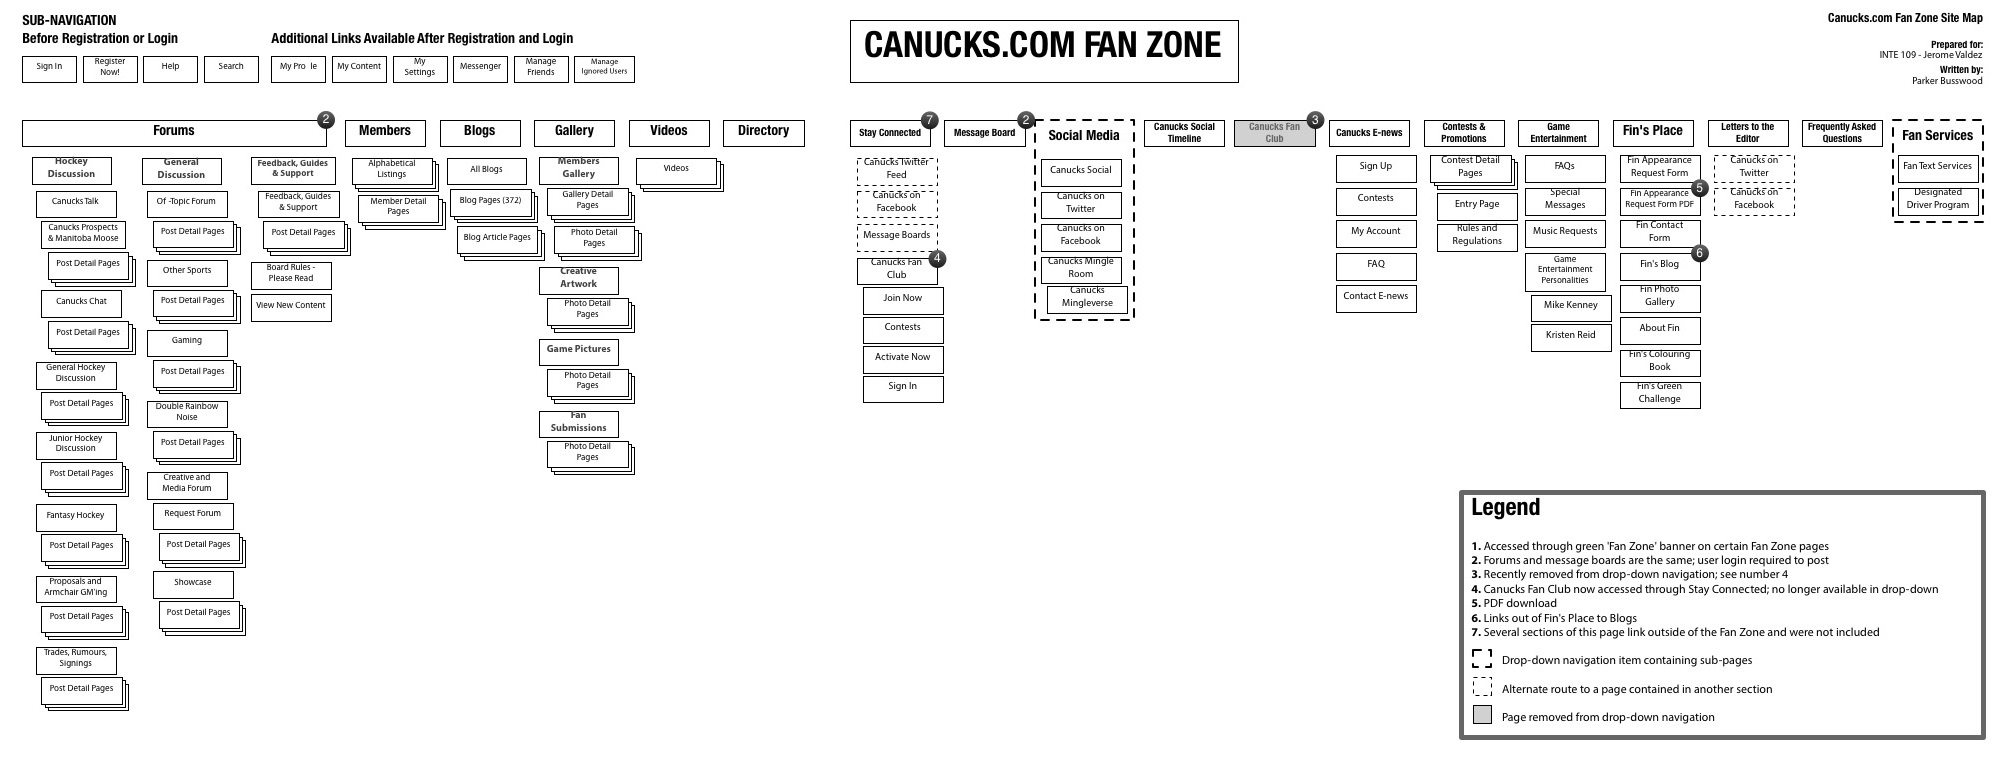 SUB-NAVIGATION
Before Registration or Login
Additional Links Available After Registration and Login
Sign In
Register
Now!
Help
Search
My Pro le
My Content
My
Settings
Messenger
Manage
Friends
Manage
Ignored Users
CANUCKS.COM FAN ZONE
Canucks.com Fan Zone Site Map
Prepared for:
INTE 109 - Jerome Valdez
Written by:
Parker Busswood
Forums
2
Hockey
Discussion
Canucks Talk
Canucks Prospects
& Manitoba Moose
Post Detail Pages
Canucks Chat
Post Detail Pages
General Hockey
Discussion
Post Detail Pages
Junior Hockey
Discussion
Post Detail Pages
Fantasy Hockey
Post Detail Pages
Proposals and
Armchair GM'ing
Post Detail Pages
Trades, Rumours,
Signings
Post Detail Pages
General
Discussion
Of -Topic Forum
Post Detail Pages
Other Sports
Post Detail Pages
Gaming
Post Detail Pages
Double Rainbow
Noise
Post Detail Pages
Creative and
Media Forum
Request Forum
Post Detail Pages
Showcase
Post Detail Pages
Feedback, Guides
& Support
Feedback, Guides
& Support
Post Detail Pages
Board Rules -
Please Read
View New Content
Members
Alphabetical
Listings
Member Detail
Pages
Blogs
All Blogs
Blog Pages (372)
Blog Article Pages
Gallery
Members
Gallery
Gallery Detail
Pages
Photo Detail
Pages
Creative
Artwork
Photo Detail
Pages
Game Pictures
Photo Detail
Pages
Fan
Submissions
Photo Detail
Pages
Videos
Videos
Directory
Stay Connected
7
Canucks Twitter
Feed
Canucks on
Facebook
Message Boards
Canucks Fan
Club
4
Join Now
Contests
Activate Now
Sign In
Message Board
2
Social Media
Canucks Social
Canucks on
Twitter
Canucks on
Facebook
Canucks Mingle
Room
Canucks
Mingleverse
Canucks Social
Timeline
Canucks Fan
Club
3
Canucks E-news
Sign Up
Contests
My Account
FAQ
Contact E-news
Contests &
Promotions
Contest Detail
Pages
Entry Page
Rules and
Regulations
Game
Entertainment
FAQs
Special
Messages
Music Requests
Game
Entertainment
Personalities
Mike Kenney
Kristen Reid
Fin's Place
Fin Appearance
Request Form
Fin Appearance
Request Form PDF
5
Fin Contact
Form
Fin's Blog
6
Fin Photo
Gallery
About Fin
Fin's Colouring
Book
Fin's Green
Challenge
Letters to the
Editor
Canucks on
Twitter
Canucks on
Facebook
Frequently Asked
Questions
Fan Services
Fan Text Services
Designated
Driver Program
Legend
1. Accessed through green 'Fan Zone' banner on certain Fan Zone pages
2. Forums and message boards are the same; user login required to post
3. Recently removed from drop-down navigation; see number 4
4. Canucks Fan Club now accessed through Stay Connected; no longer available in drop-down
5. PDF download
6. Links out of Fin's Place to Blogs
7. Several sections of this page link outside of the Fan Zone and were not included
Drop-down navigation item containing sub-pages
Alternate route to a page contained in another section
Page removed from drop-down navigation